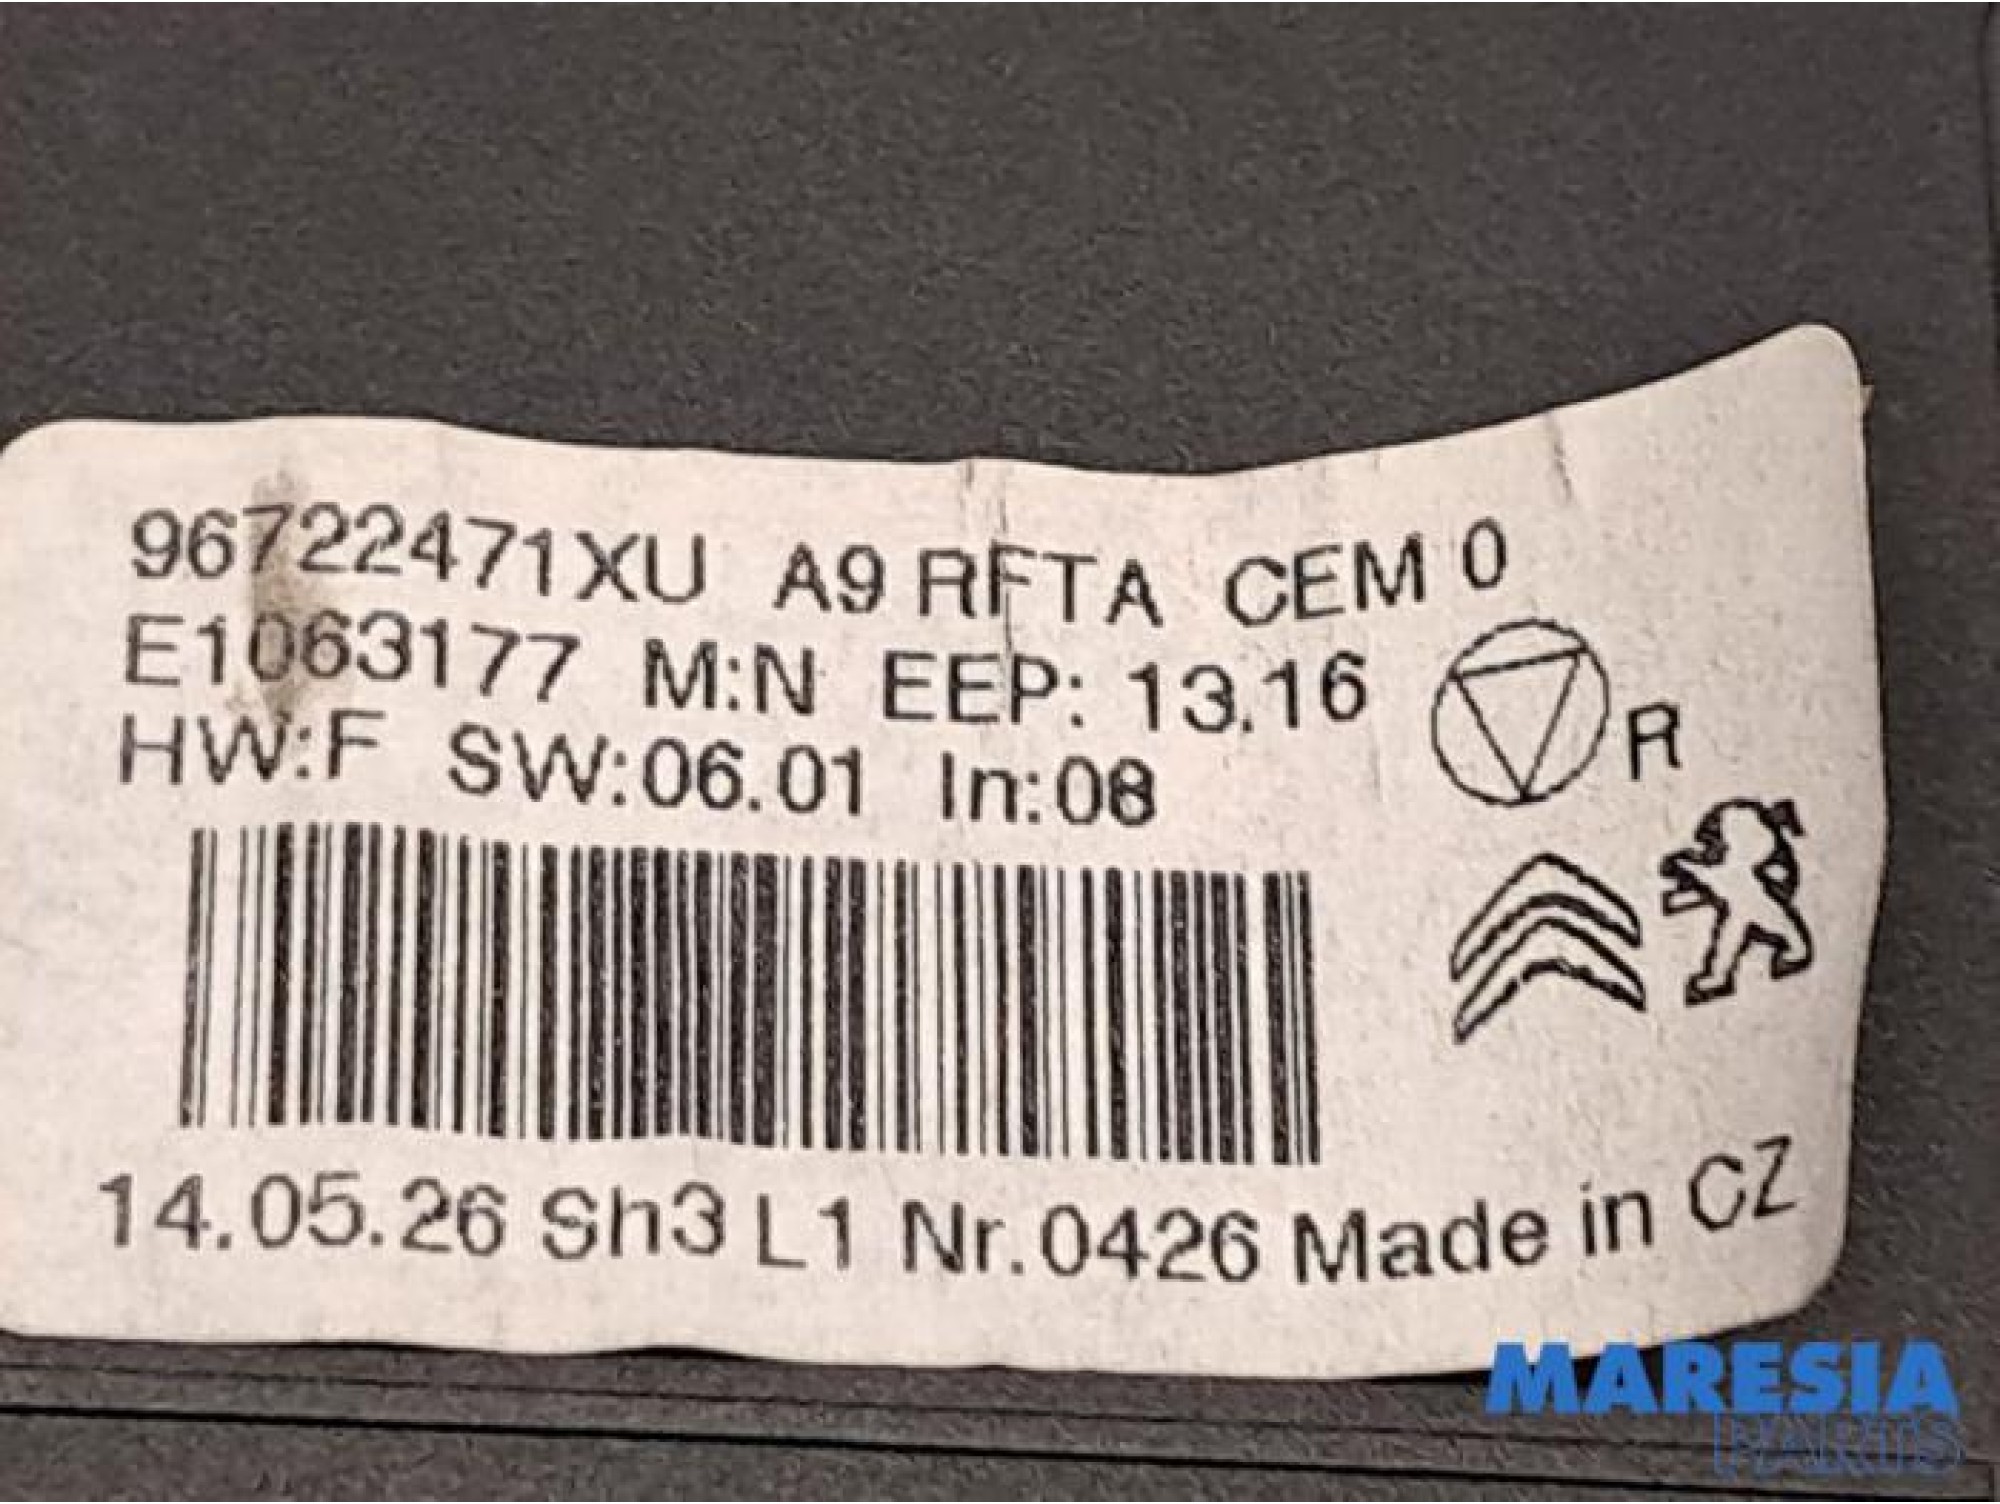 96722471XU A9 RFTA CEM 0
E1063177 M:N EEP: 13.16
R
HW:F SW:06.01 In:08
14.05.26 Sh3 L1 Nr.0426 Made in CZ
MARESIA
PARTS